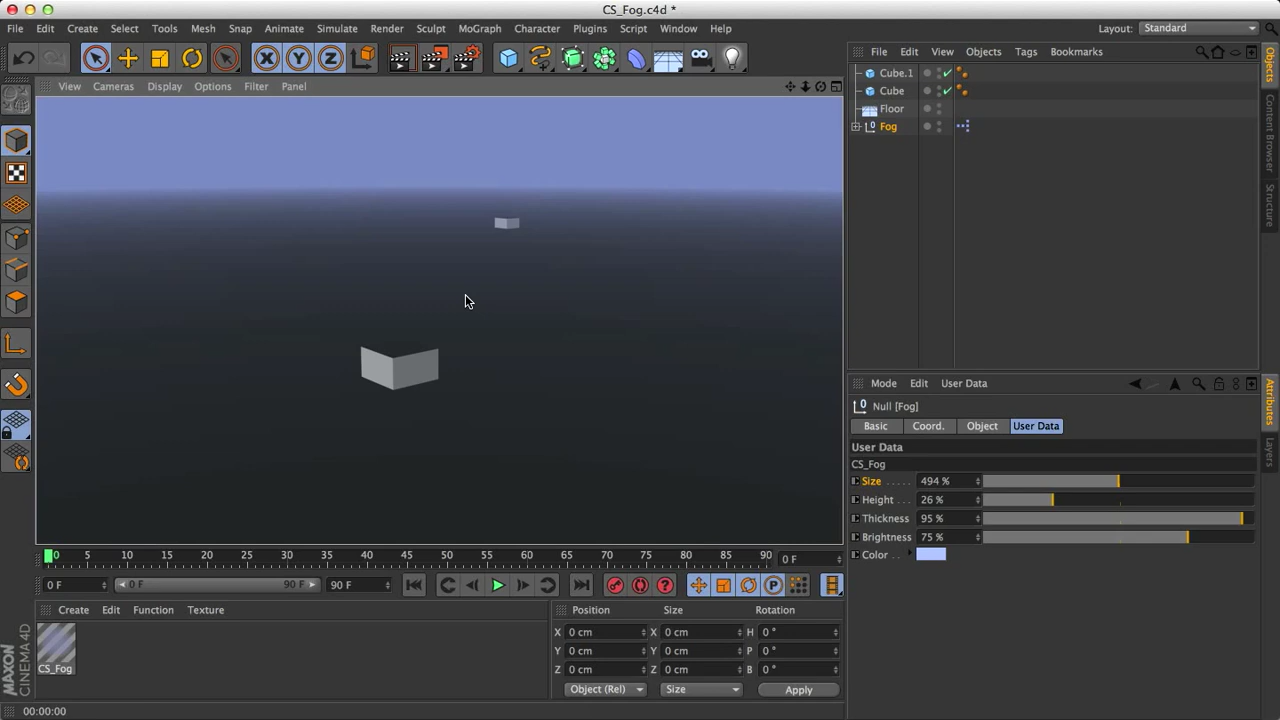 CS_Fog.c4d *
File Edit Create Select Tools Mesh Snap Animate Simulate Render Sculpt MoGraph Character Plugins Script Window Help Layout: Standard
X Y Z
File Edit View Objects Tags Bookmarks
View Cameras Display Options Filter Panel
Cube.1
Cube
Floor
Fog
Objects
Content Browser
Structure
Mode Edit User Data
Null [Fog]
Basic Coord. Object User Data
User Data
CS_Fog
Size 494 %
Height 26 %
Thickness 95 %
Brightness 75 %
Color
Attributes
Layers
0 5 10 15 20 25 30 35 40 45 50 55 60 65 70 75 80 85 90 0 F
0 F 0 F 90 F 90 F
P
Create Edit Function Texture
CS_Fog
Position Size Rotation
X 0 cm X 0 cm H 0 °
Y 0 cm Y 0 cm P 0 °
Z 0 cm Z 0 cm B 0 °
Object (Rel) Size Apply
MAXON
CINEMA 4D
00:00:00